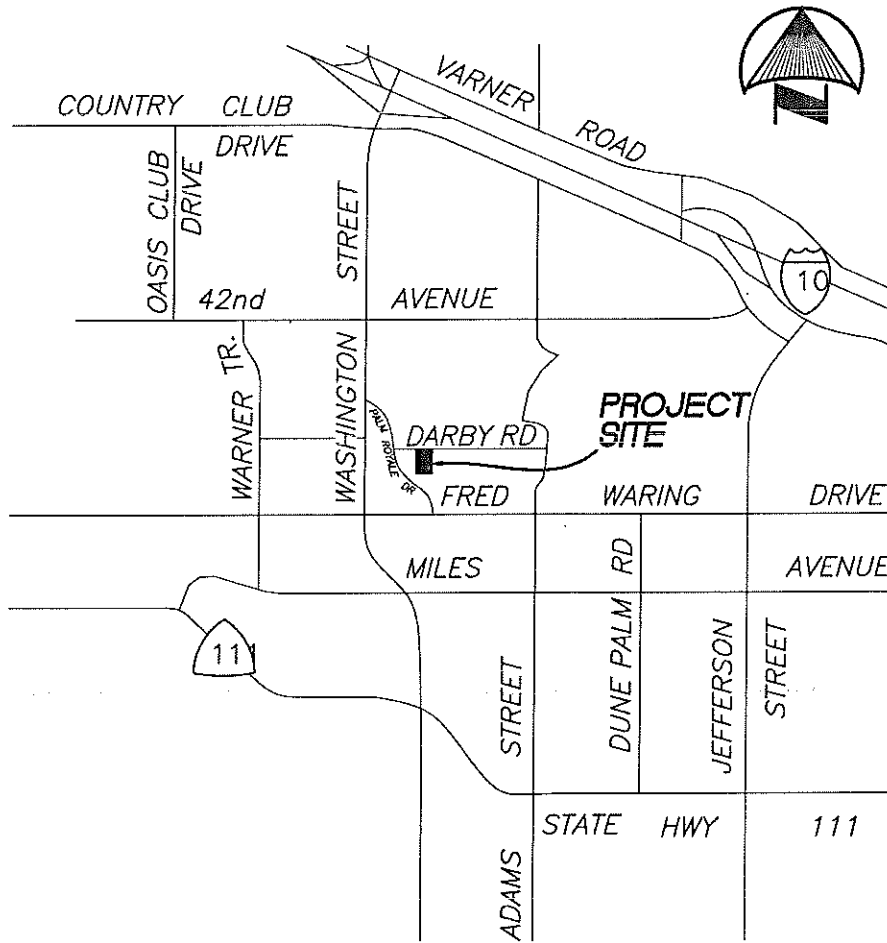 VARNER
ROAD
COUNTRY CLUB
DRIVE
OASIS CLUB
DRIVE
STREET
10
42nd AVENUE
WARNER TR.
WASHINGTON
PALM ROYALE DR
DARBY RD
PROJECT
SITE
FRED WARING DRIVE
MILES AVENUE
DUNE PALM RD
111
STREET
JEFFERSON
STREET
STATE HWY 111
ADAMS
N